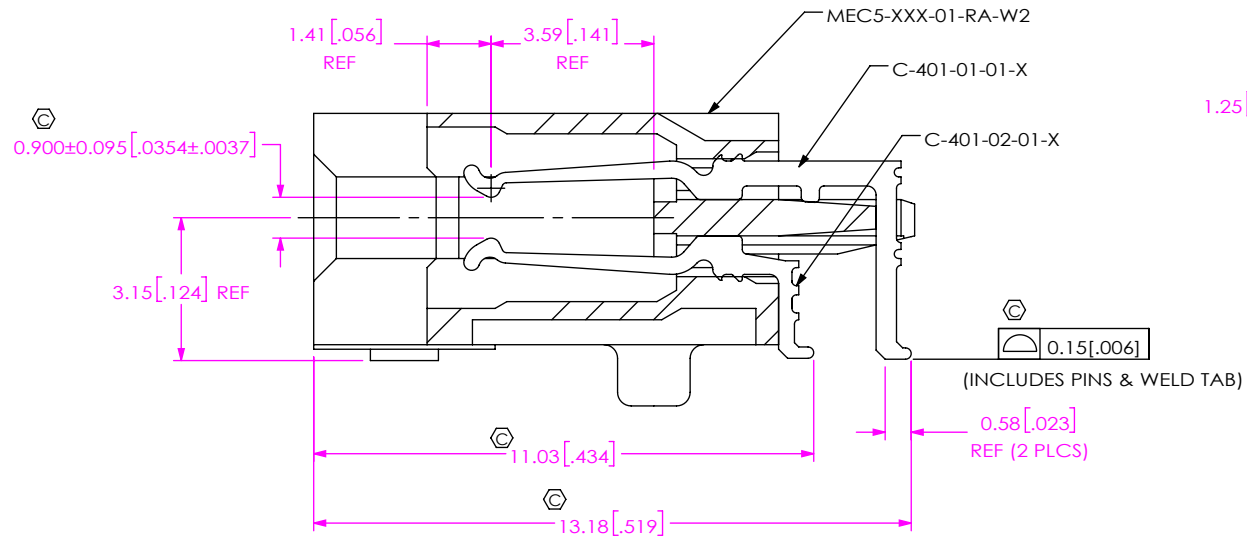 MEC5-XXX-01-RA-W2
1.41[.056]
REF
3.59[.141]
REF
C-401-01-01-X
1.25[
C
0.900±0.095[.0354±.0037]
C-401-02-01-X
3.15[.124] REF
C
0.15[.006]
(INCLUDES PINS & WELD TAB)
0.58[.023]
REF (2 PLCS)
C
11.03[.434]
C
13.18[.519]